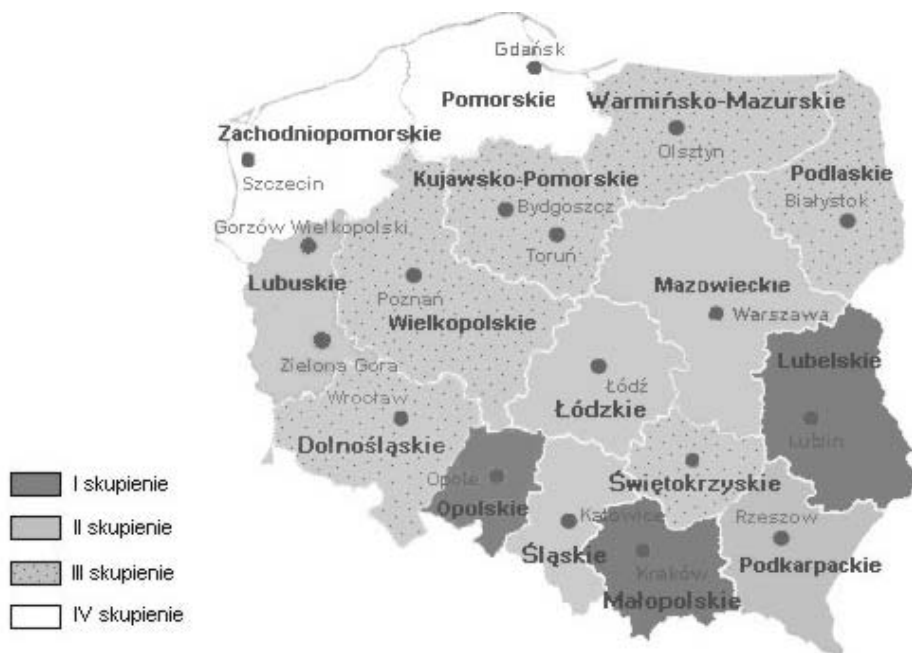 Gdańsk
Pomorskie
Warmińsko-Mazurskie
Zachodniopomorskie
Olsztyn
Szczecin
Kujawsko-Pomorskie
Podlaskie
Bydgoszcz
Białystok
Gorzów Wielkopolski
Toruń
Lubuskie
Mazowieckie
Poznań
Wielkopolskie
Warszawa
Lubelskie
Zielona Góra
Łódź
Wrocław
Łódzkie
Lublin
Dolnośląskie
Opole
Świętokrzyskie
Opolskie
Katowice
Rzeszow
Śląskie
Kraków
Podkarpackie
Małopolskie
I skupienie
II skupienie
III skupienie
IV skupienie